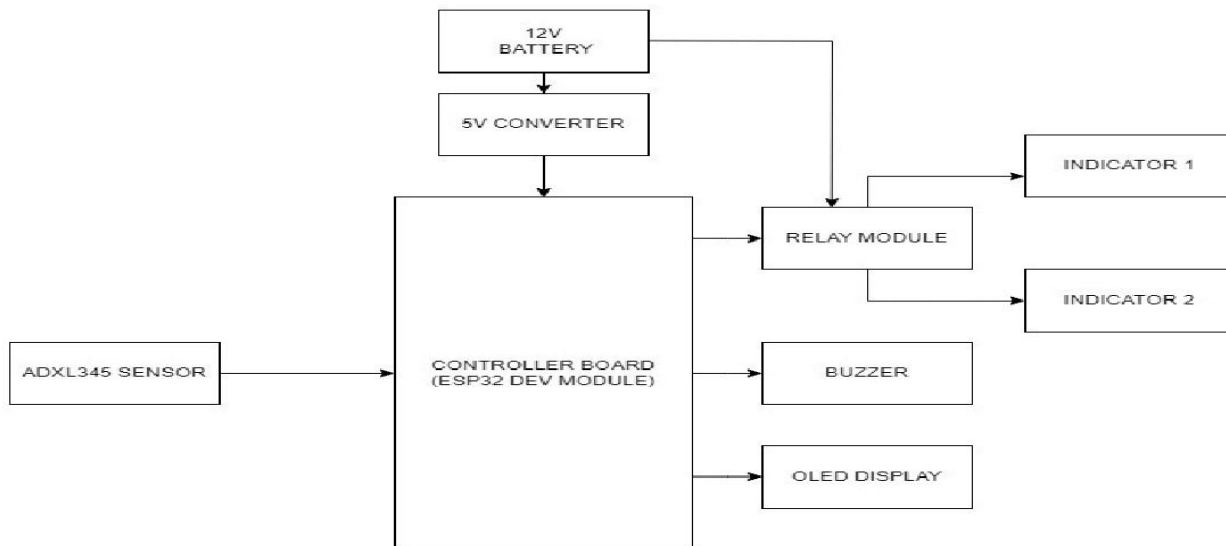 12V
BATTERY
5V CONVERTER
INDICATOR 1
RELAY MODULE
INDICATOR 2
ADXL345 SENSOR
CONTROLLER BOARD
(ESP32 DEV MODULE)
BUZZER
OLED DISPLAY